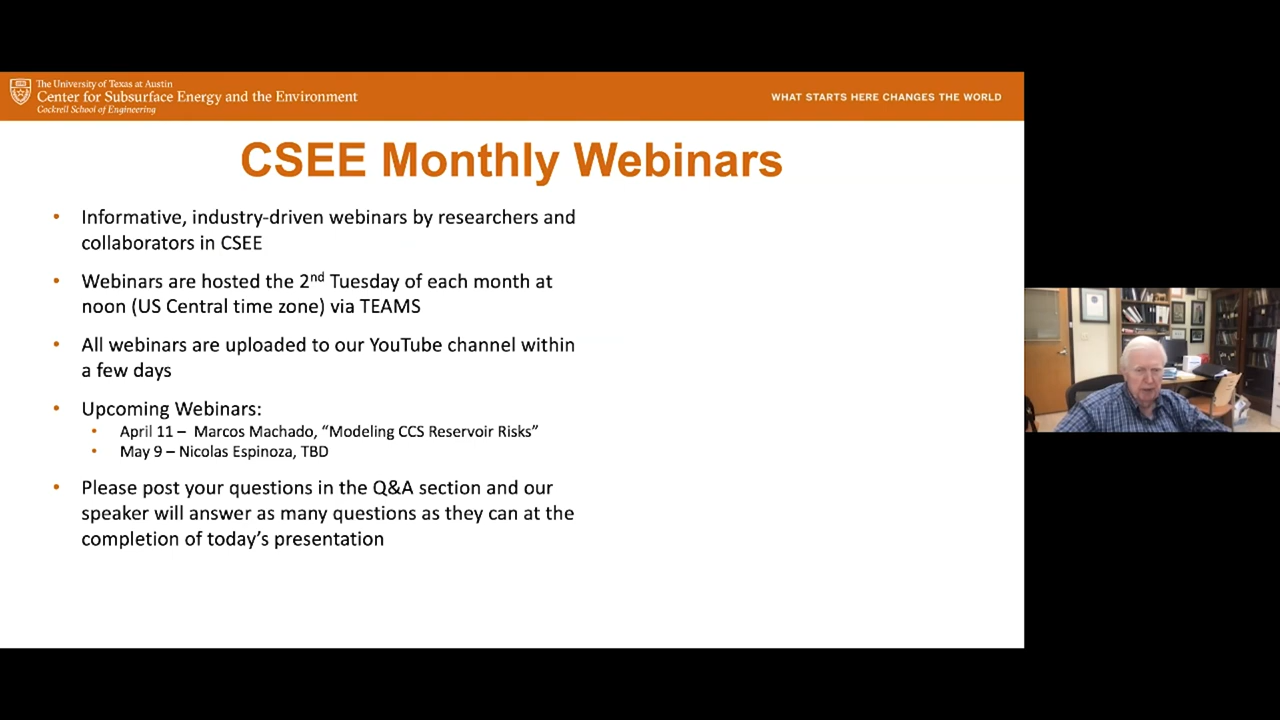 The University of Texas at Austin
Center for Subsurface Energy and the Environment
Cockrell School of Engineering
WHAT STARTS HERE CHANGES THE WORLD
CSEE Monthly Webinars
• Informative, industry-driven webinars by researchers and
collaborators in CSEE
• Webinars are hosted the 2nd Tuesday of each month at
noon (US Central time zone) via TEAMS
• All webinars are uploaded to our YouTube channel within
a few days
• Upcoming Webinars:
• April 11 – Marcos Machado, “Modeling CCS Reservoir Risks”
• May 9 – Nicolas Espinoza, TBD
• Please post your questions in the Q&A section and our
speaker will answer as many questions as they can at the
completion of today’s presentation